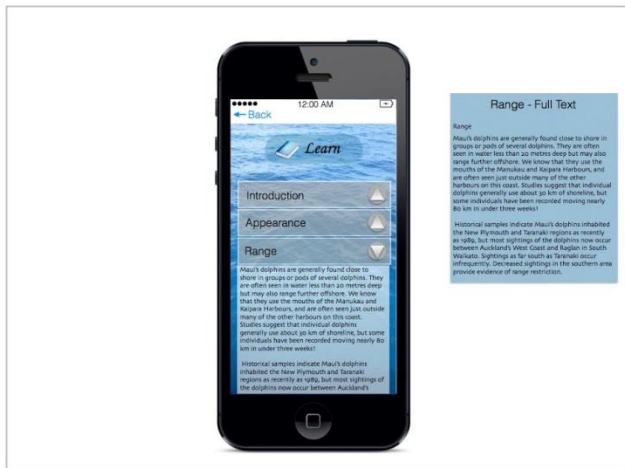 12:00 AM
Back
Learn
Introduction
Appearance
Range
Maui's dolphins are generally found close to
shore in groups or pods of several dolphins. They
are often seen in water less than 20 metres deep
but may also range further offshore. We know
that they use the mouths of the Manukau and
Kaipara Harbours, and are often seen just outside
many of the other harbours on this coast.
Studies suggest that individual dolphins
generally use about 30 km of shoreline, but some
individuals have been recorded moving nearly 80
km in under three weeks!
Historical samples indicate Maui's dolphins
inhabited the New Plymouth and Taranaki
regions as recently as 1989, but most sightings of
the dolphins now occur between Auckland's
Range - Full Text
Range
Maui's dolphins are generally found close to shore in
groups or pods of several dolphins. They are often
seen in water less than 20 metres deep but may also
range further offshore. We know that they use the
mouths of the Manukau and Kaipara Harbours, and
are often seen just outside many of the other
harbours on this coast. Studies suggest that individual
dolphins generally use about 30 km of shoreline, but
some individuals have been recorded moving nearly
80 km in under three weeks!
Historical samples indicate Maui's dolphins inhabited
the New Plymouth and Taranaki regions as recently
as 1989, but most sightings of the dolphins now occur
between Auckland's West Coast and Raglan in South
Waikato. Sightings as far south as Taranaki occur
infrequently. Decreased sightings in the southern area
provide evidence of range restriction.